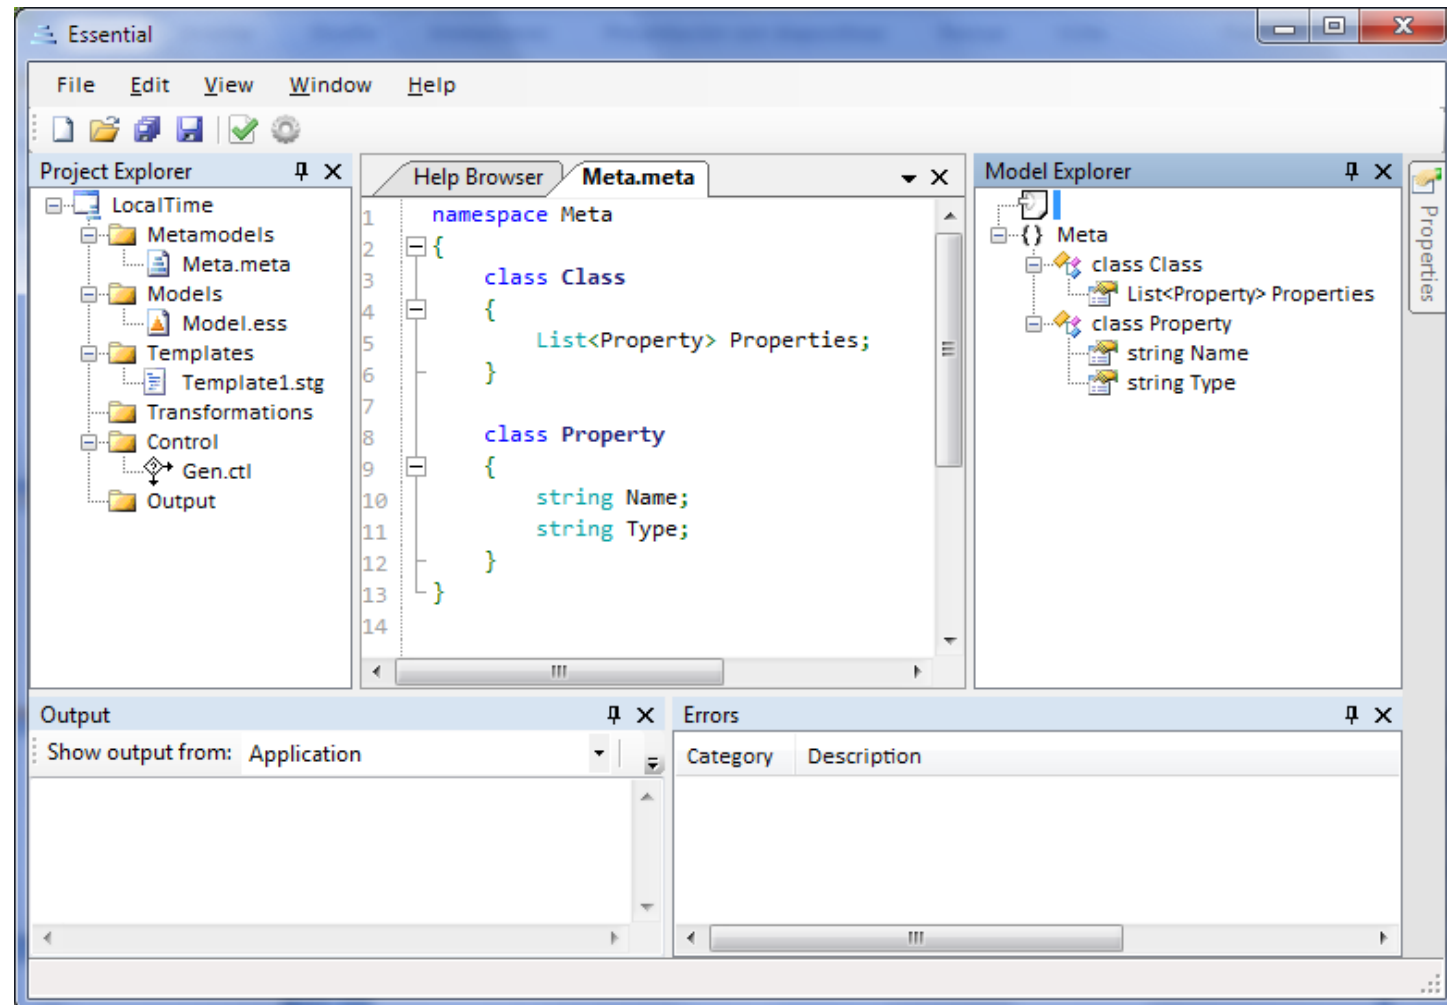 Essential
File Edit View Window Help
Project Explorer
LocalTime
Metamodels
Meta.meta
Models
Model.ess
Templates
Template1.stg
Transformations
Control
Gen.ctl
Output
Help Browser Meta.meta
1 namespace Meta
2 {
3 class Class
4 {
5 List<Property> Properties;
6 }
7
8 class Property
9 {
10 string Name;
11 string Type;
12 }
13 }
14
Model Explorer
{} Meta
class Class
List<Property> Properties
class Property
string Name
string Type
Properties
Output
Show output from: Application
Errors
Category Description